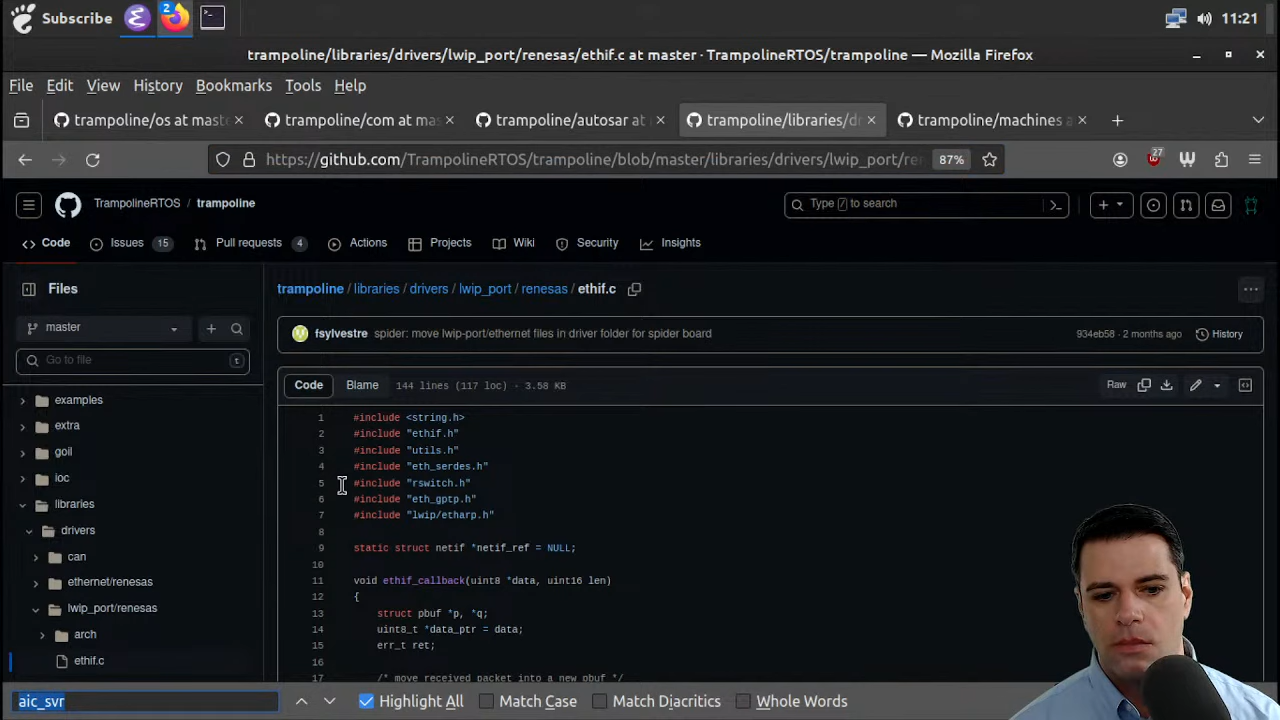 Subscribe
2
11:21
trampoline/libraries/drivers/lwip_port/renesas/ethif.c at master · TrampolineRTOS/trampoline — Mozilla Firefox
File Edit View History Bookmarks Tools Help
trampoline/os at mast
trampoline/com at mas
trampoline/autosar at
trampoline/libraries/dr
trampoline/machines a
https://github.com/TrampolineRTOS/trampoline/blob/master/libraries/drivers/lwip_port/re
87%
27
TrampolineRTOS / trampoline
Type / to search
Code
Issues 15
Pull requests 4
Actions
Projects
Wiki
Security
Insights
Files
trampoline / libraries / drivers / lwip_port / renesas / ethif.c
master
fsylvestre spider: move lwip-port/ethernet files in driver folder for spider board
934eb58 · 2 months ago
History
Go to file
t
Code
Blame
144 lines (117 loc) · 3.58 KB
Raw
examples
extra
goil
ioc
libraries
drivers
can
ethernet/renesas
lwip_port/renesas
arch
ethif.c
1 #include <string.h>
2 #include "ethif.h"
3 #include "utils.h"
4 #include "eth_serdes.h"
5 #include "rswitch.h"
6 #include "eth_gptp.h"
7 #include "lwip/etharp.h"
8
9 static struct netif *netif_ref = NULL;
10
11 void ethif_callback(uint8 *data, uint16 len)
12 {
13 struct pbuf *p, *q;
14 uint8_t *data_ptr = data;
15 err_t ret;
16
17 /* move received packet into a new pbuf */
aic_svr
Highlight All
Match Case
Match Diacritics
Whole Words